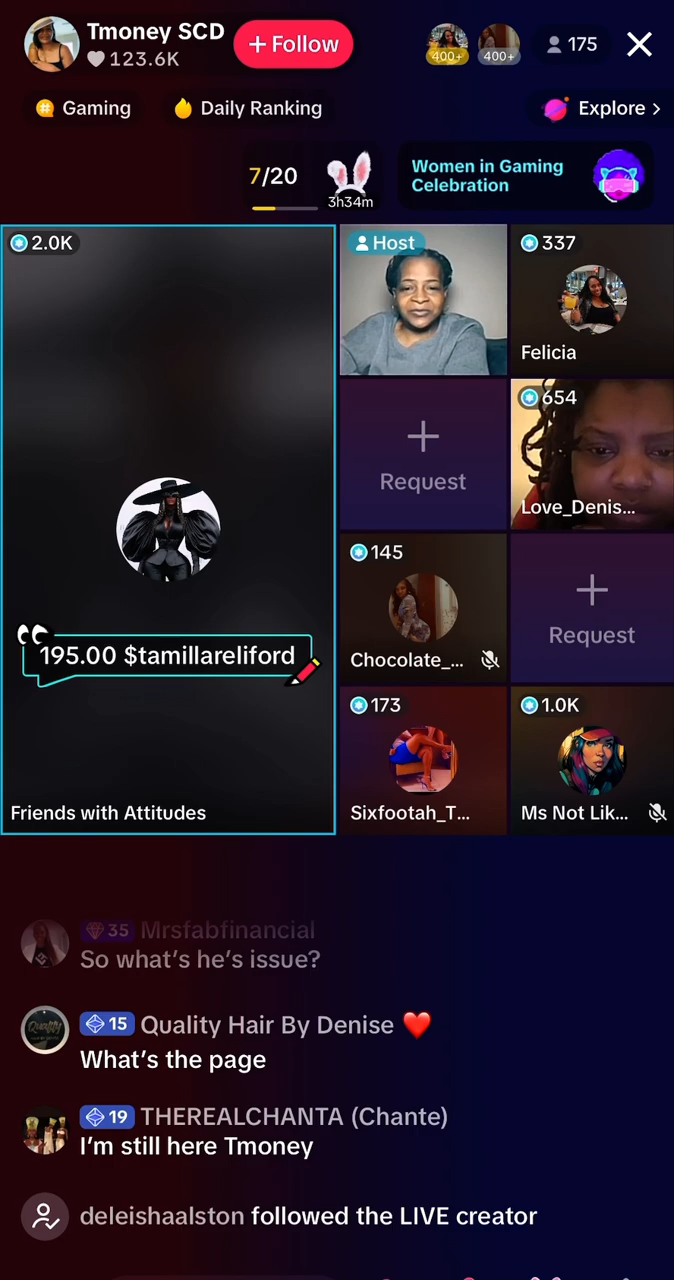 Tmoney SCD
+ Follow
123.6K
400+
400+
175
Gaming
Daily Ranking
Explore >
7/20
3h34m
Women in Gaming
Celebration
2.0K
Host
337
Felicia
Request
654
Love_Denis...
195.00 $tamillareliford
145
Chocolate_...
Request
173
Sixfootah_T...
1.0K
Ms Not Lik...
Friends with Attitudes
35 Mrsfabfinancial
So what's he's issue?
15 Quality Hair By Denise ❤️
What's the page
19 THEREALCHANTA (Chante)
I'm still here Tmoney
deleishaalston followed the LIVE creator